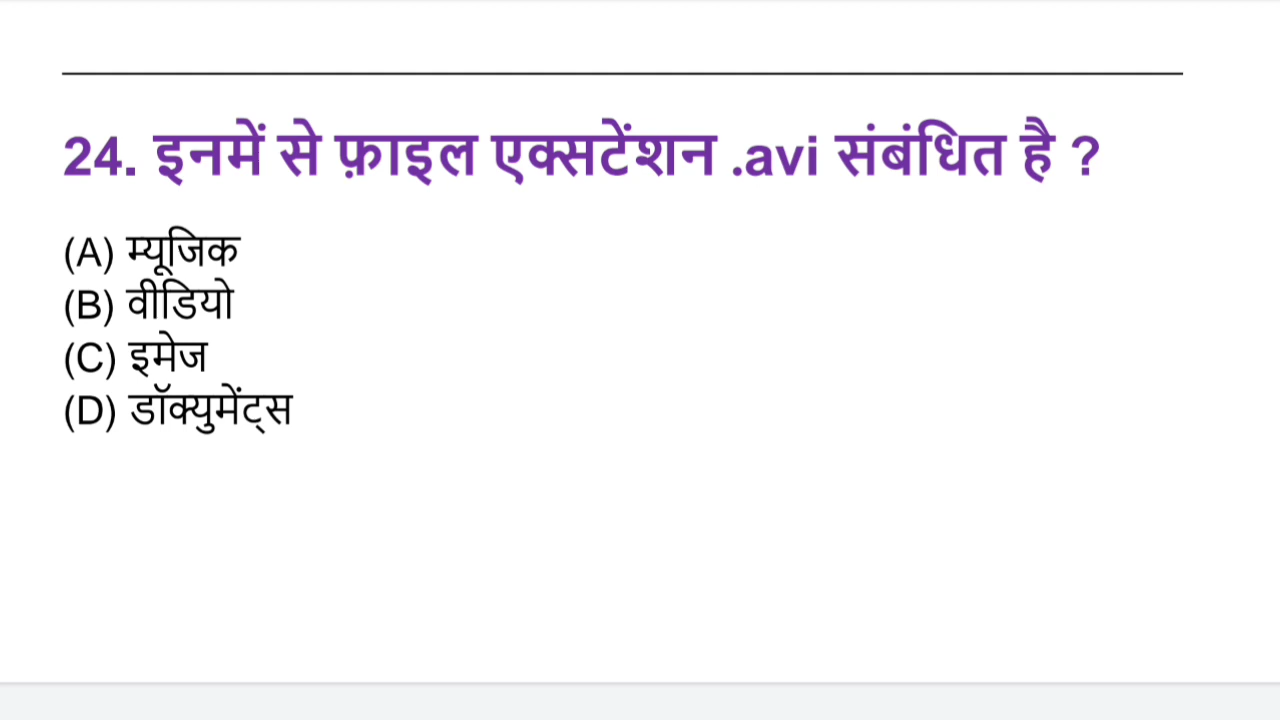 24. इनमें से फ़ाइल एक्सटेंशन .avi संबंधित है ?
(A) म्यूजिक
(B) वीडियो
(C) इमेज
(D) डॉक्युमेंट्स